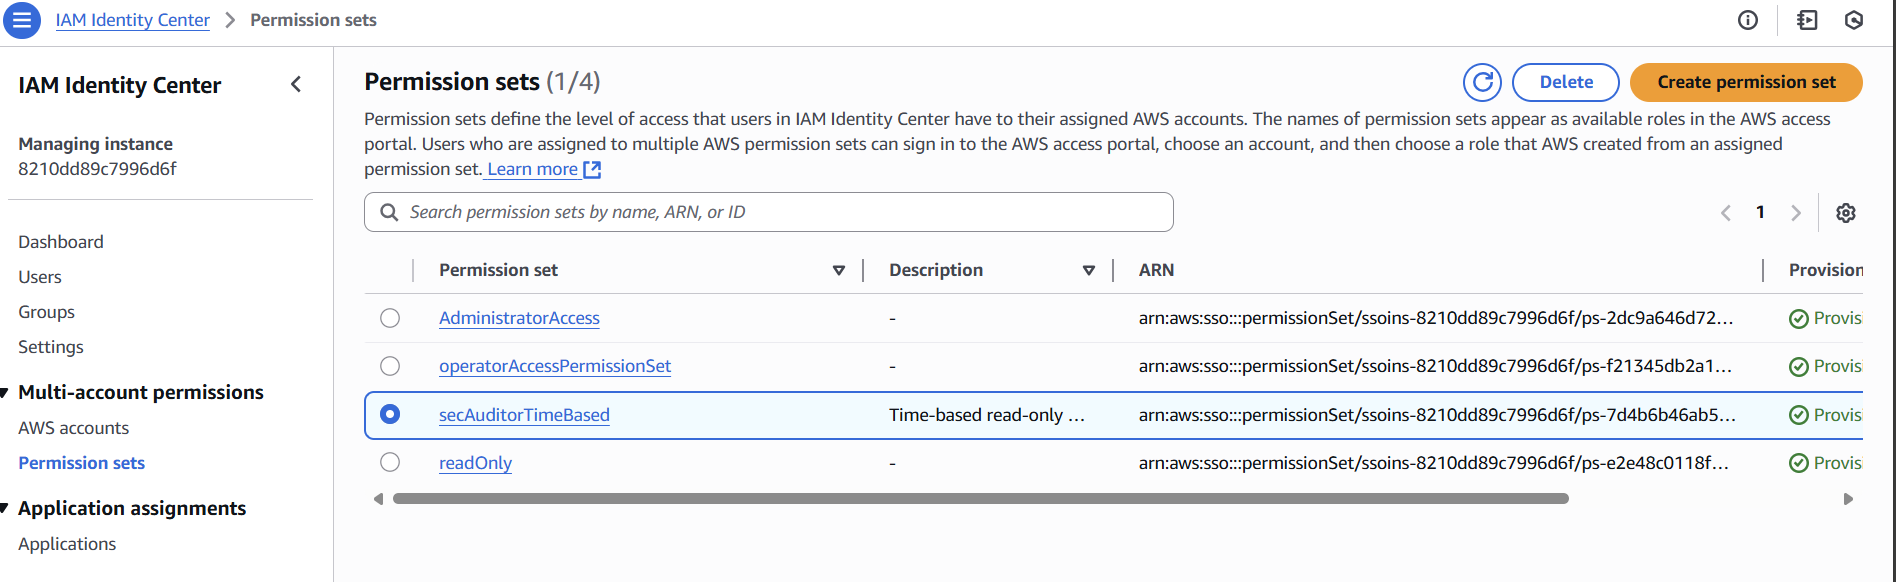 IAM Identity Center > Permission sets
IAM Identity Center
Managing instance
8210dd89c7996d6f
Dashboard
Users
Groups
Settings
Multi-account permissions
AWS accounts
Permission sets
Application assignments
Applications
Permission sets (1/4)
Delete
Create permission set
Permission sets define the level of access that users in IAM Identity Center have to their assigned AWS accounts. The names of permission sets appear as available roles in the AWS access
portal. Users who are assigned to multiple AWS permission sets can sign in to the AWS access portal, choose an account, and then choose a role that AWS created from an assigned
permission set. Learn more
Search permission sets by name, ARN, or ID
1
Permission set Description ARN Provision
AdministratorAccess - arn:aws:sso:::permissionSet/ssoins-8210dd89c7996d6f/ps-2dc9a646d72... Provisi
operatorAccessPermissionSet - arn:aws:sso:::permissionSet/ssoins-8210dd89c7996d6f/ps-f21345db2a1... Provisi
secAuditorTimeBased Time-based read-only ... arn:aws:sso:::permissionSet/ssoins-8210dd89c7996d6f/ps-7d4b6b46ab5... Provisi
readOnly - arn:aws:sso:::permissionSet/ssoins-8210dd89c7996d6f/ps-e2e48c0118f... Provisi